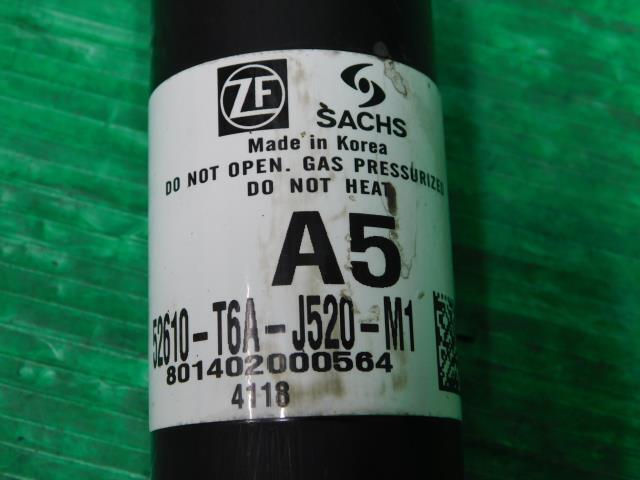 ZF
SACHS
Made in Korea
DO NOT OPEN. GAS PRESSURIZED
DO NOT HEAT
A5
52610-T6A-J520-M1
801402000564
4118